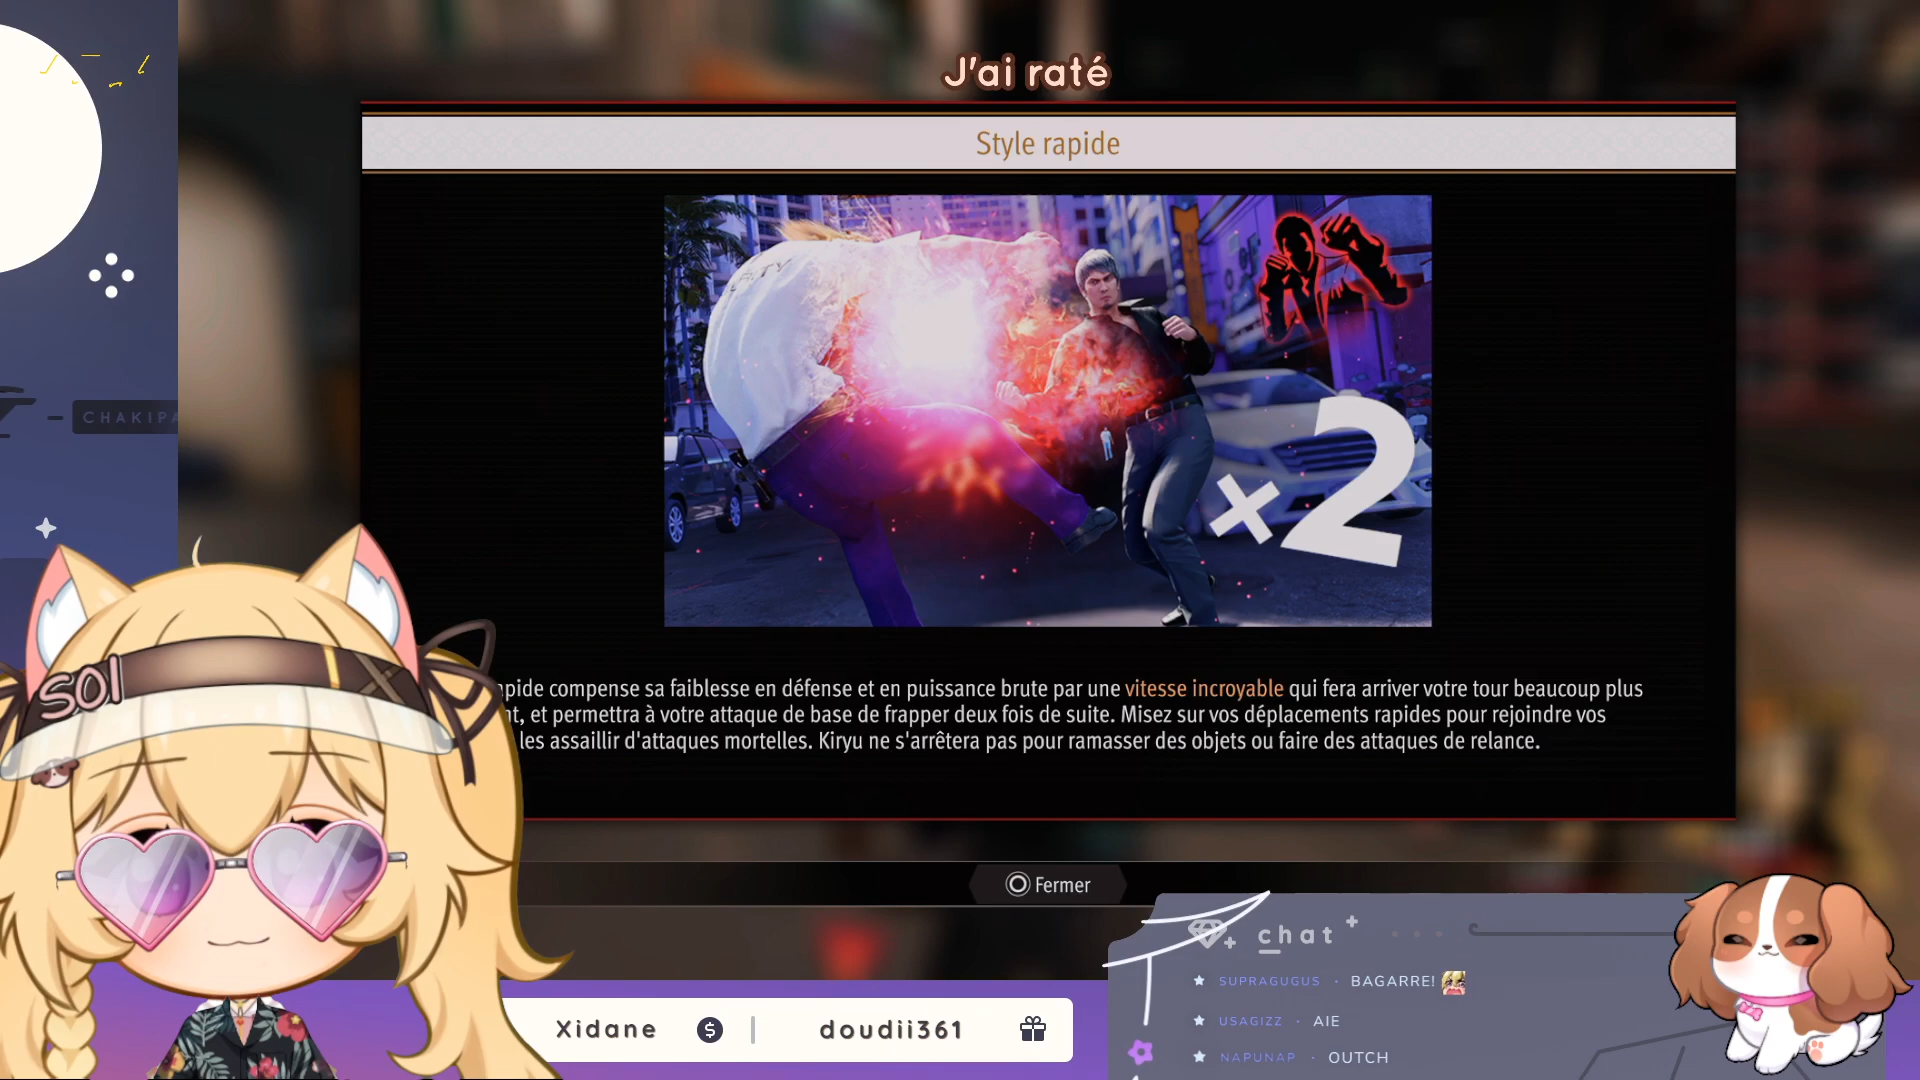 J'ai raté
Style rapide
×2
CHAKIPA
pide compense sa faiblesse en défense et en puissance brute par une vitesse incroyable qui fera arriver votre tour beaucoup plus
t, et permettra à votre attaque de base de frapper deux fois de suite. Misez sur vos déplacements rapides pour rejoindre vos
les assaillir d'attaques mortelles. Kiryu ne s'arrêtera pas pour ramasser des objets ou faire des attaques de relance.
SOl
Fermer
chat
SUPRAGUGUS · BAGARRE!
USAGIZZ · AIE
NAPUNAP · OUTCH
Xidane $ | doudii361